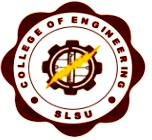 COLLEGE OF ENGINEERING
SLSU